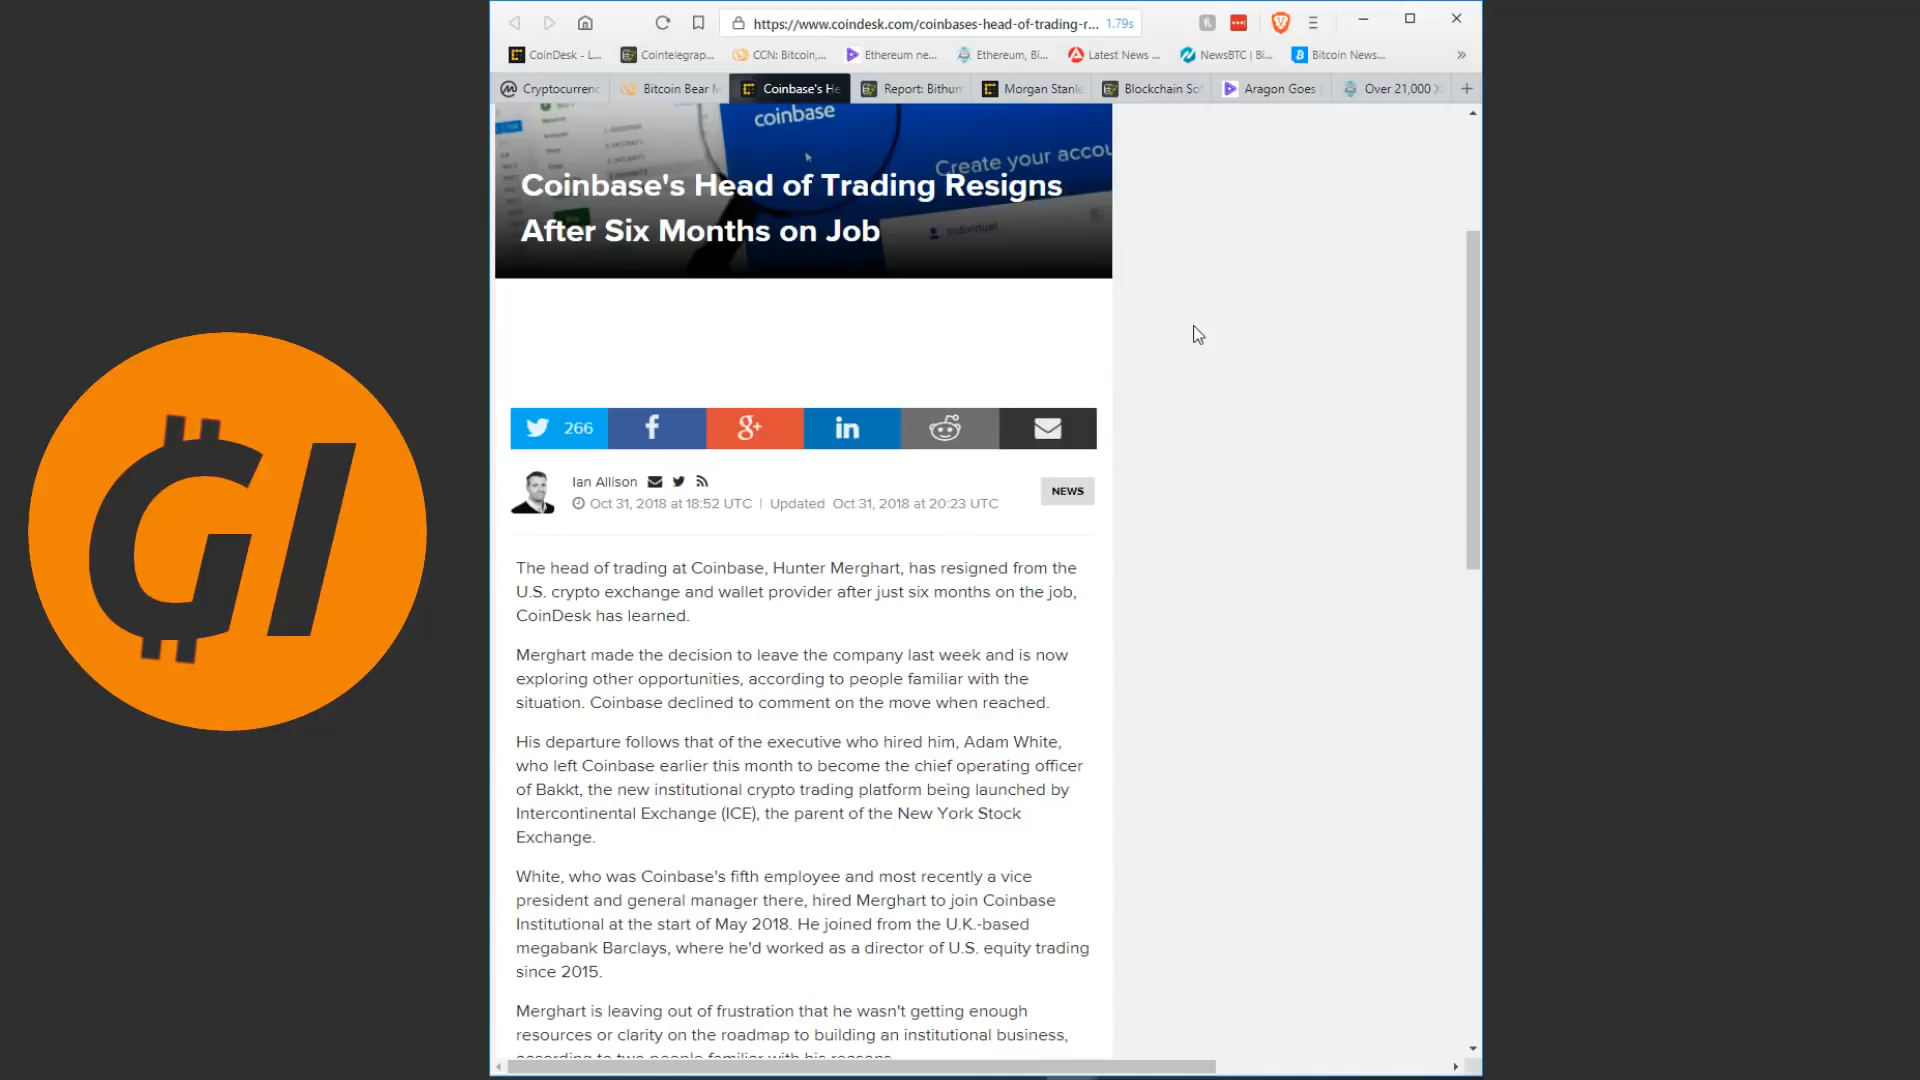 https://www.coindesk.com/coinbases-head-of-trading-r... 1.79s
CoinDesk - L... Cointelegrap... CCN: Bitcoin,... Ethereum ne... Ethereum, Bi... Latest News ... NewsBTC | Bi... Bitcoin News... »
Cryptocurrenc Bitcoin Bear M Coinbase's He Report: Bithum Morgan Stanle Blockchain So Aragon Goes Over 21,000
coinbase
Create your accou
Individual
Coinbase's Head of Trading Resigns
After Six Months on Job
266
Ian Allison
Oct 31, 2018 at 18:52 UTC | Updated Oct 31, 2018 at 20:23 UTC
NEWS
The head of trading at Coinbase, Hunter Merghart, has resigned from the
U.S. crypto exchange and wallet provider after just six months on the job,
CoinDesk has learned.
Merghart made the decision to leave the company last week and is now
exploring other opportunities, according to people familiar with the
situation. Coinbase declined to comment on the move when reached.
His departure follows that of the executive who hired him, Adam White,
who left Coinbase earlier this month to become the chief operating officer
of Bakkt, the new institutional crypto trading platform being launched by
Intercontinental Exchange (ICE), the parent of the New York Stock
Exchange.
White, who was Coinbase's fifth employee and most recently a vice
president and general manager there, hired Merghart to join Coinbase
Institutional at the start of May 2018. He joined from the U.K.-based
megabank Barclays, where he'd worked as a director of U.S. equity trading
since 2015.
Merghart is leaving out of frustration that he wasn't getting enough
resources or clarity on the roadmap to building an institutional business,
according to two people familiar with his reasons.
GI